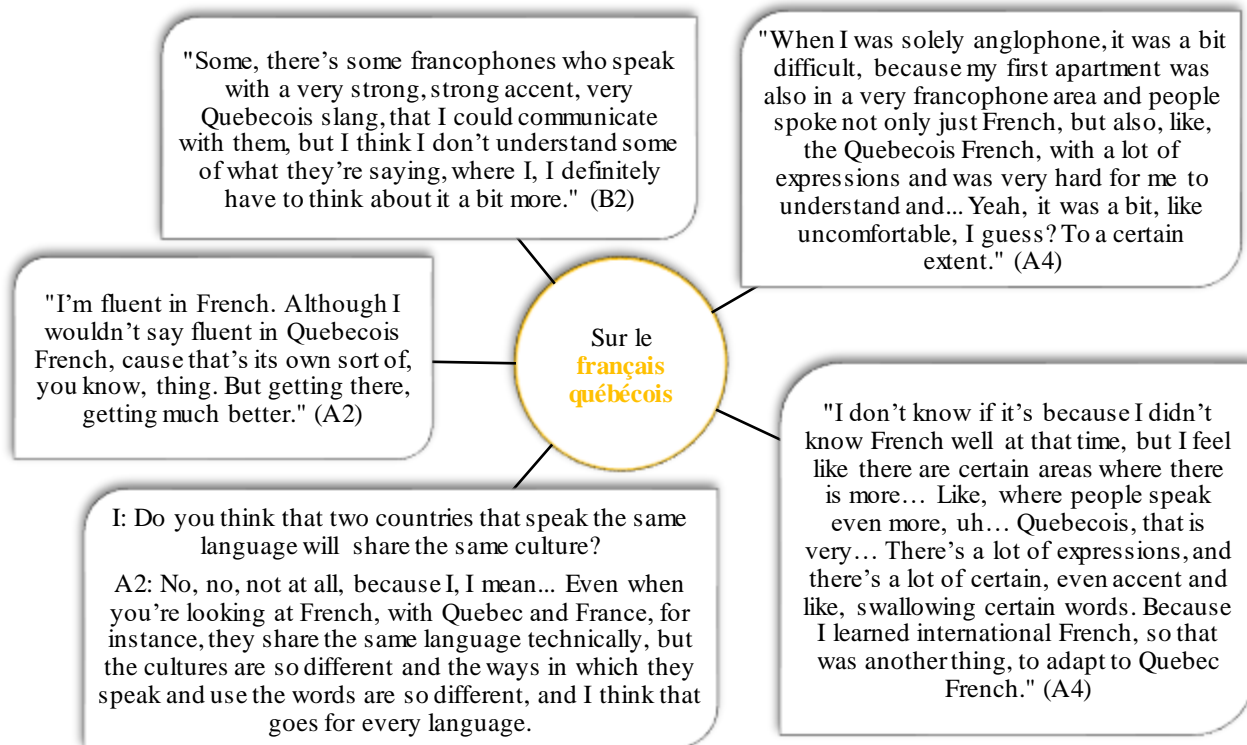 "Some, there's some francophones who speak
with a very strong, strong accent, very
Quebecois slang, that I could communicate
with them, but I think I don't understand some
of what they're saying, where I, I definitely
have to think about it a bit more." (B2)
"When I was solely anglophone, it was a bit
difficult, because my first apartment was
also in a very francophone area and people
spoke not only just French, but also, like,
the Quebecois French, with a lot of
expressions and was very hard for me to
understand and... Yeah, it was a bit, like
uncomfortable, I guess? To a certain
extent." (A4)
"I'm fluent in French. Although I
wouldn't say fluent in Quebecois
French, cause that's its own sort of,
you know, thing. But getting there,
getting much better." (A2)
Sur le
français
québécois
"I don't know if it's because I didn't
know French well at that time, but I feel
like there are certain areas where there
is more… Like, where people speak
even more, uh… Quebecois, that is
very… There's a lot of expressions, and
there's a lot of certain, even accent and
like, swallowing certain words. Because
I learned international French, so that
was another thing, to adapt to Quebec
French." (A4)
I: Do you think that two countries that speak the same
language will share the same culture?
A2: No, no, not at all, because I, I mean... Even when
you're looking at French, with Quebec and France, for
instance, they share the same language technically, but
the cultures are so different and the ways in which they
speak and use the words are so different, and I think that
goes for every language.